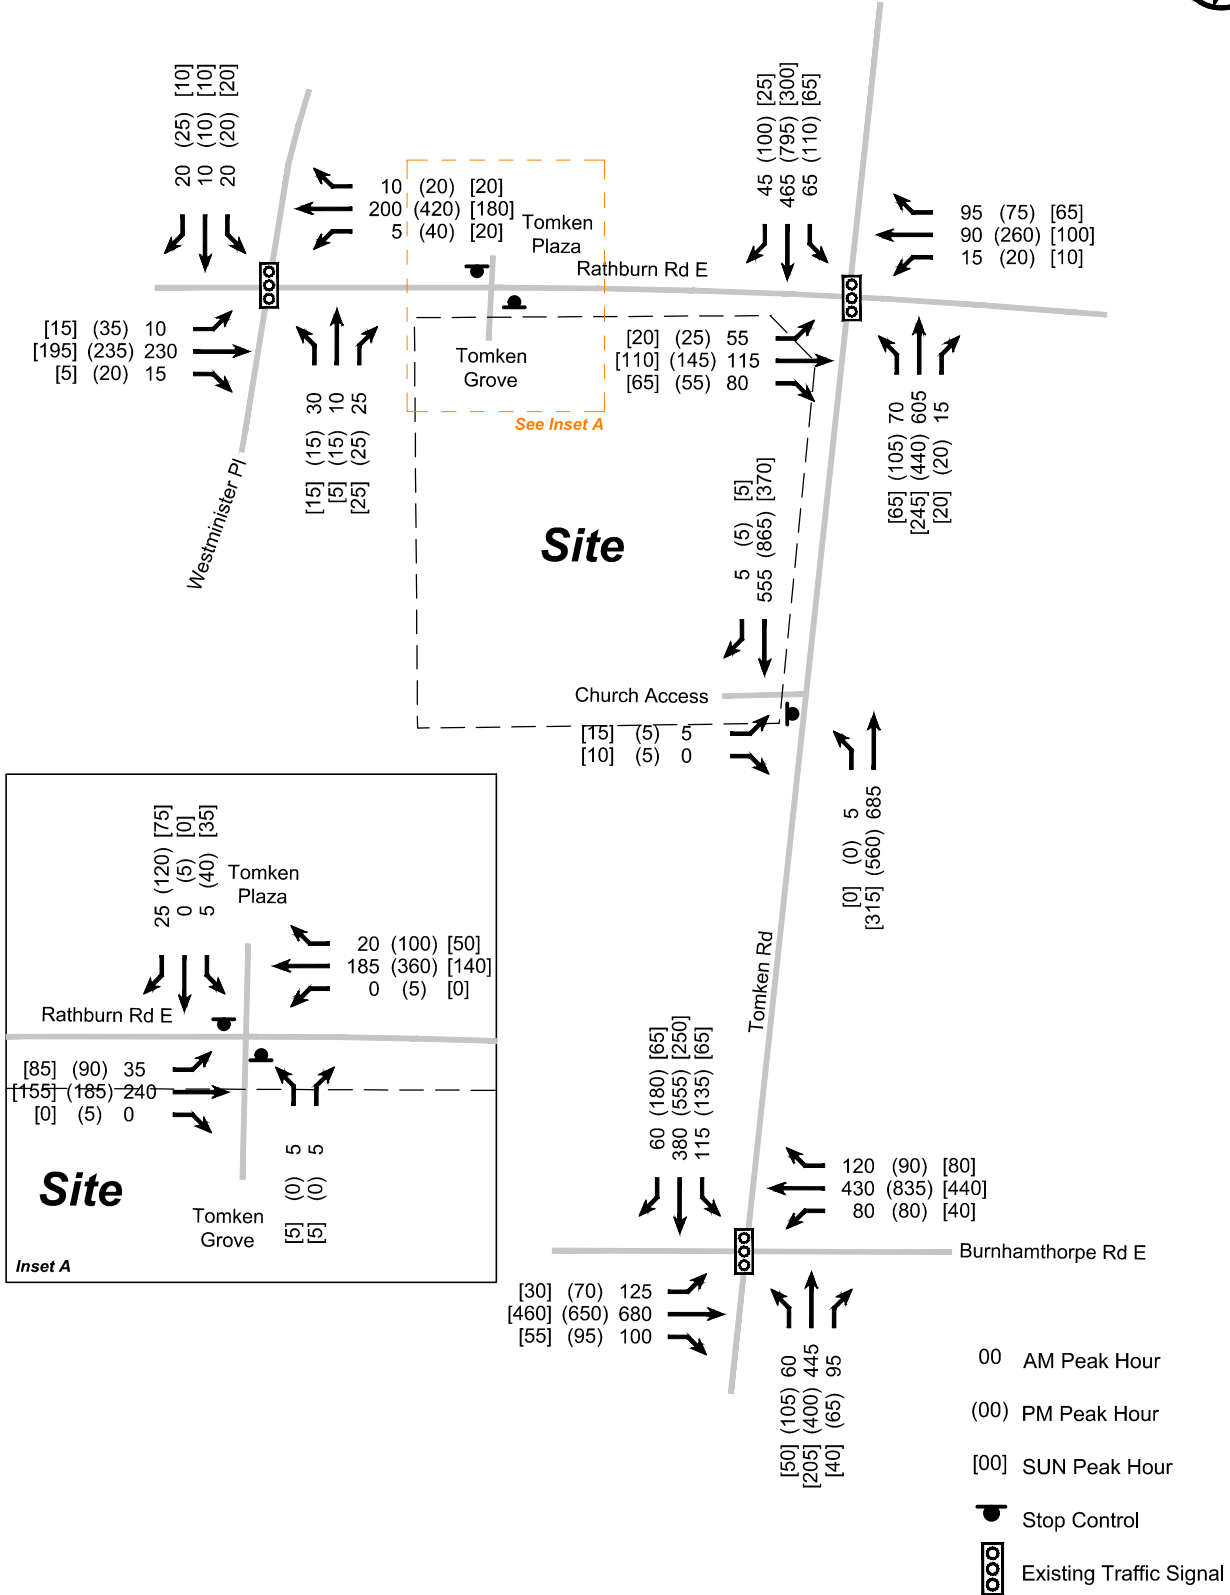 20 (25) [10]
10 (10) [10]
20 (20) [20]
10 (20) [20]
200 (420) [180]
5 (40) [20]
[15] (35) 10
[195] (235) 230
[5] (20) 15
[15] (15) 30
[5] (15) 10
[25] (25) 25
Westminister Pl
Tomken
Plaza
Rathburn Rd E
Tomken
Grove
See Inset A
45 (100) [25]
465 (795) [300]
65 (110) [65]
95 (75) [65]
90 (260) [100]
15 (20) [10]
[20] (25) 55
[110] (145) 115
[65] (55) 80
[65] (105) 70
[245] (440) 605
[20] (20) 15
Site
5 (5) [5]
555 (865) [370]
Church Access
[15] (5) 5
[10] (5) 0
[0] (0) 5
[315] (560) 685
Tomken Rd
25 (120) [75]
0 (5) [0]
5 (40) [35]
Tomken
Plaza
20 (100) [50]
185 (360) [140]
0 (5) [0]
Rathburn Rd E
[85] (90) 35
[155] (185) 240
[0] (5) 0
[5] (0) 5
[5] (0) 5
Site
Tomken
Grove
Inset A
60 (180) [65]
380 (555) [250]
115 (135) [65]
120 (90) [80]
430 (835) [440]
80 (80) [40]
Burnhamthorpe Rd E
[30] (70) 125
[460] (650) 680
[55] (95) 100
[50] (105) 60
[205] (400) 445
[40] (65) 95
00 AM Peak Hour
(00) PM Peak Hour
[00] SUN Peak Hour
Stop Control
Existing Traffic Signal